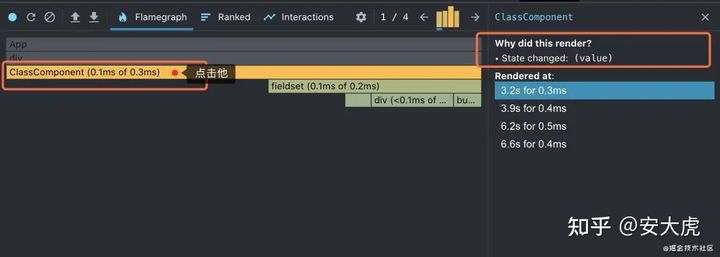 Flamegraph
Ranked
Interactions
1 / 4
App
div
ClassComponent (0.1ms of 0.3ms)
点击他
fieldset (0.1ms of 0.2ms)
div (<0.1ms of ...
bu...
ClassComponent
Why did this render?
• State changed: (value)
Rendered at:
3.2s for 0.3ms
3.9s for 0.4ms
6.2s for 0.5ms
6.6s for 0.4ms
知乎 @安大虎
@掘金技术社区